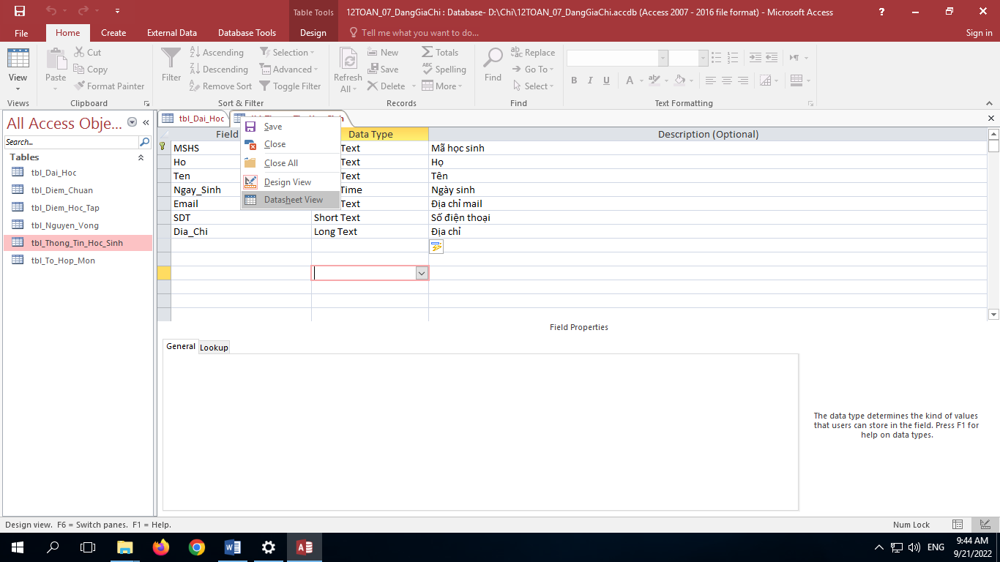 Table Tools
12TOAN_07_DangGiaChi : Database- D:\Chi\12TOAN_07_DangGiaChi.accdb (Access 2007 - 2016 file format) - Microsoft Access
?
File
Home
Create
External Data
Database Tools
Design
Tell me what you want to do...
Sign in
View
Views
Paste
Cut
Copy
Format Painter
Clipboard
Filter
Ascending
Descending
Remove Sort
Selection
Advanced
Toggle Filter
Sort & Filter
Refresh
All
New
Save
Delete
Totals
Spelling
More
Records
Find
Replace
Go To
Select
Find
B I U A
Text Formatting
All Access Obje...
Search...
Tables
tbl_Dai_Hoc
tbl_Diem_Chuan
tbl_Diem_Hoc_Tap
tbl_Nguyen_Vong
tbl_Thong_Tin_Hoc_Sinh
tbl_To_Hop_Mon
tbl_Dai_Hoc
Save
Close
Close All
Design View
Datasheet View
Field
Data Type
Description (Optional)
MSHS Text Mã học sinh
Ho Text Họ
Ten Text Tên
Ngay_Sinh Time Ngày sinh
Email Text Địa chỉ mail
SDT Short Text Số điện thoại
Dia_Chi Long Text Địa chỉ
Field Properties
General
Lookup
The data type determines the kind of values
that users can store in the field. Press F1 for
help on data types.
Design view. F6 = Switch panes. F1 = Help.
Num Lock
ENG
9:44 AM
9/21/2022